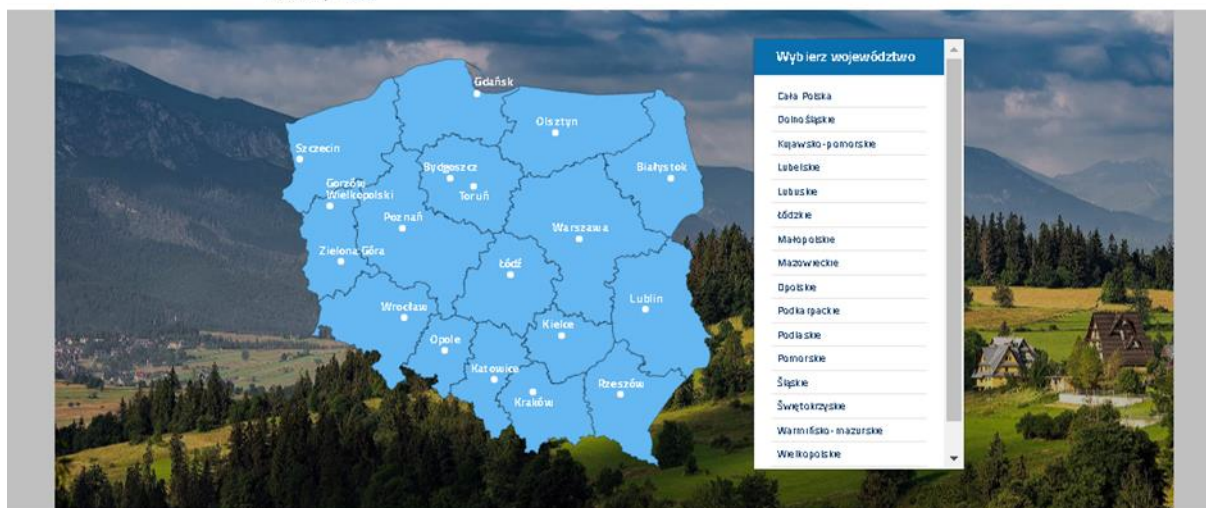 Gdańsk
Olsztyn
Szczecin
Bydgoszcz
Białystok
Gorzów
Wielkopolski
Toruń
Poznań
Warszawa
Zielona Góra
Łódź
Wrocław
Lublin
Opole
Kielce
Katowice
Rzeszów
Kraków
Wybierz województwo
Cała Polska
Dolnośląskie
Kujawsko-pomorskie
Lubelskie
Lubuskie
Łódzkie
Małopolskie
Mazowieckie
Opolskie
Podkarpackie
Podlaskie
Pomorskie
Śląskie
Świętokrzyskie
Warmińsko-mazurskie
Wielkopolskie